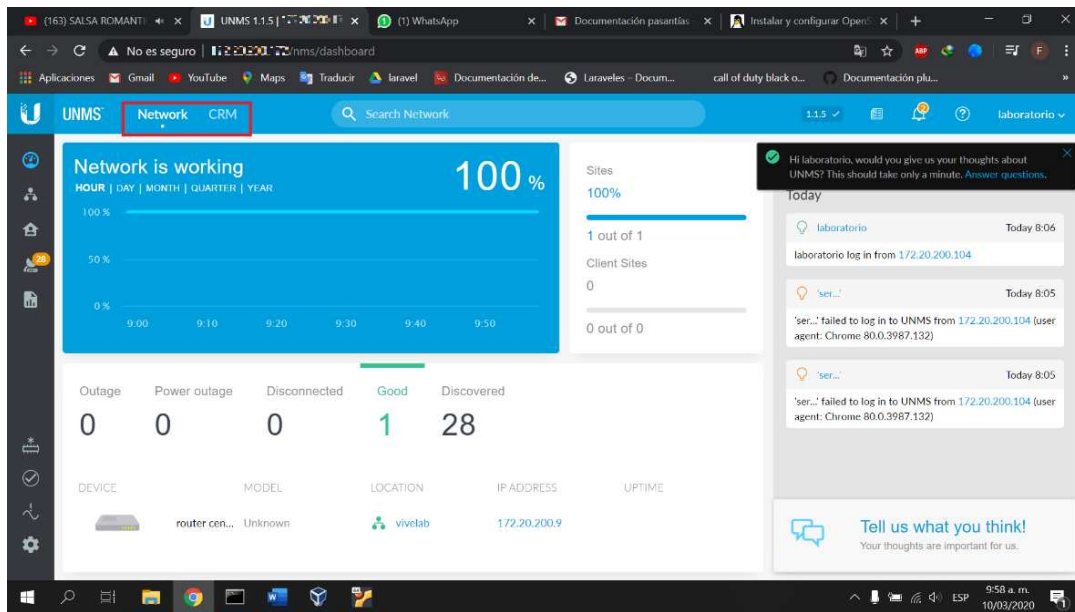 (163) SALSA ROMANTI
UNMS 1.1.5 |
(1) WhatsApp
Documentación pasantías
Instalar y configurar OpenS
No es seguro
/nms/dashboard
Aplicaciones
Gmail
YouTube
Maps
Traducir
laravel
Documentación de...
Laraveles – Docum...
call of duty black o...
Documentación plu...
»
UNMS
Network
CRM
Search Network
1.1.5
2
laboratorio
28
Network is working
100 %
HOUR | DAY | MONTH | QUARTER | YEAR
100 %
50 %
0 %
9:00 9:10 9:20 9:30 9:40 9:50
Sites
100%
1 out of 1
Client Sites
0
0 out of 0
Hi laboratorio, would you give us your thoughts about
UNMS? This should take only a minute. Answer questions.
Today
laboratorio Today 8:06
laboratorio log in from 172.20.200.104
'ser...' Today 8:05
'ser...' failed to log in to UNMS from 172.20.200.104 (user
agent: Chrome 80.0.3987.132)
'ser...' Today 8:05
'ser...' failed to log in to UNMS from 172.20.200.104 (user
agent: Chrome 80.0.3987.132)
Outage Power outage Disconnected Good Discovered
0 0 0 1 28
DEVICE MODEL LOCATION IP ADDRESS UPTIME
router cen... Unknown vivelab 172.20.200.9
Tell us what you think!
Your thoughts are important for us.
ESP
9:58 a. m.
10/03/2020